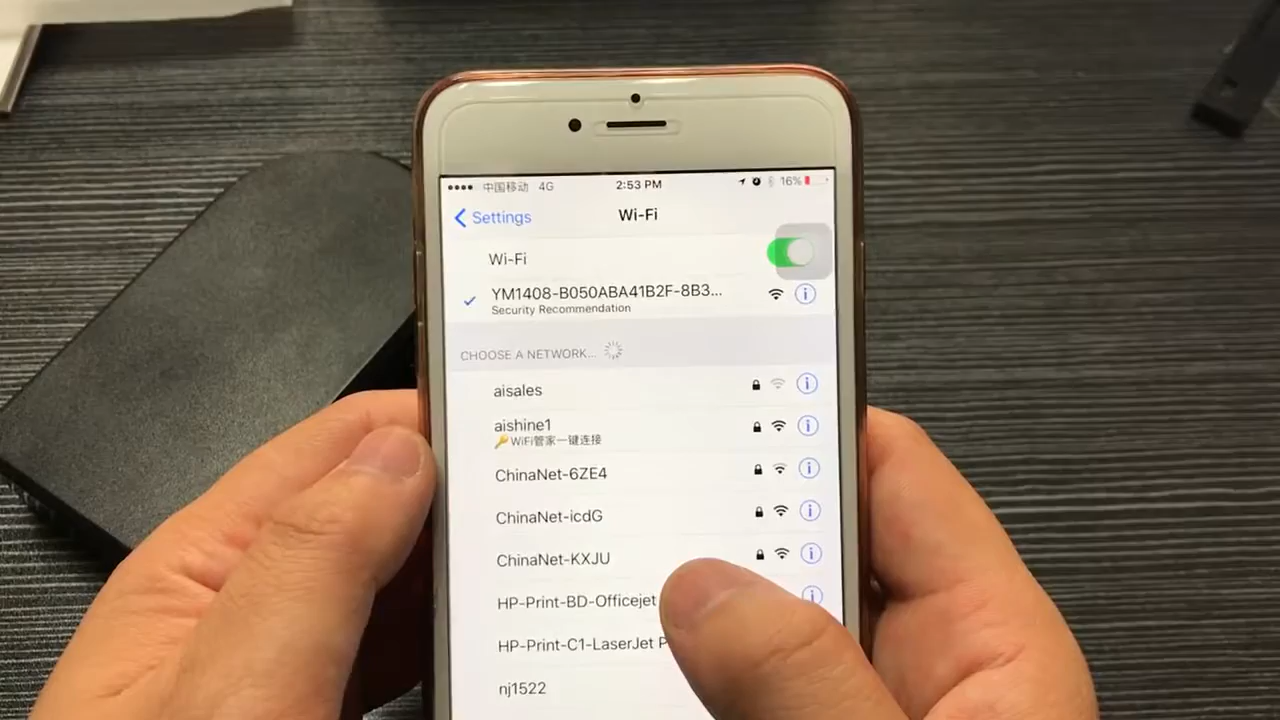 中国移动 4G 2:53 PM 16%
Settings Wi-Fi
Wi-Fi
YM1408-B050ABA41B2F-8B3...
Security Recommendation
CHOOSE A NETWORK...
aisales
aishine1
🔑WiFi管家一键连接
ChinaNet-6ZE4
ChinaNet-icdG
ChinaNet-KXJU
HP-Print-BD-Officejet
HP-Print-C1-LaserJet P
nj1522